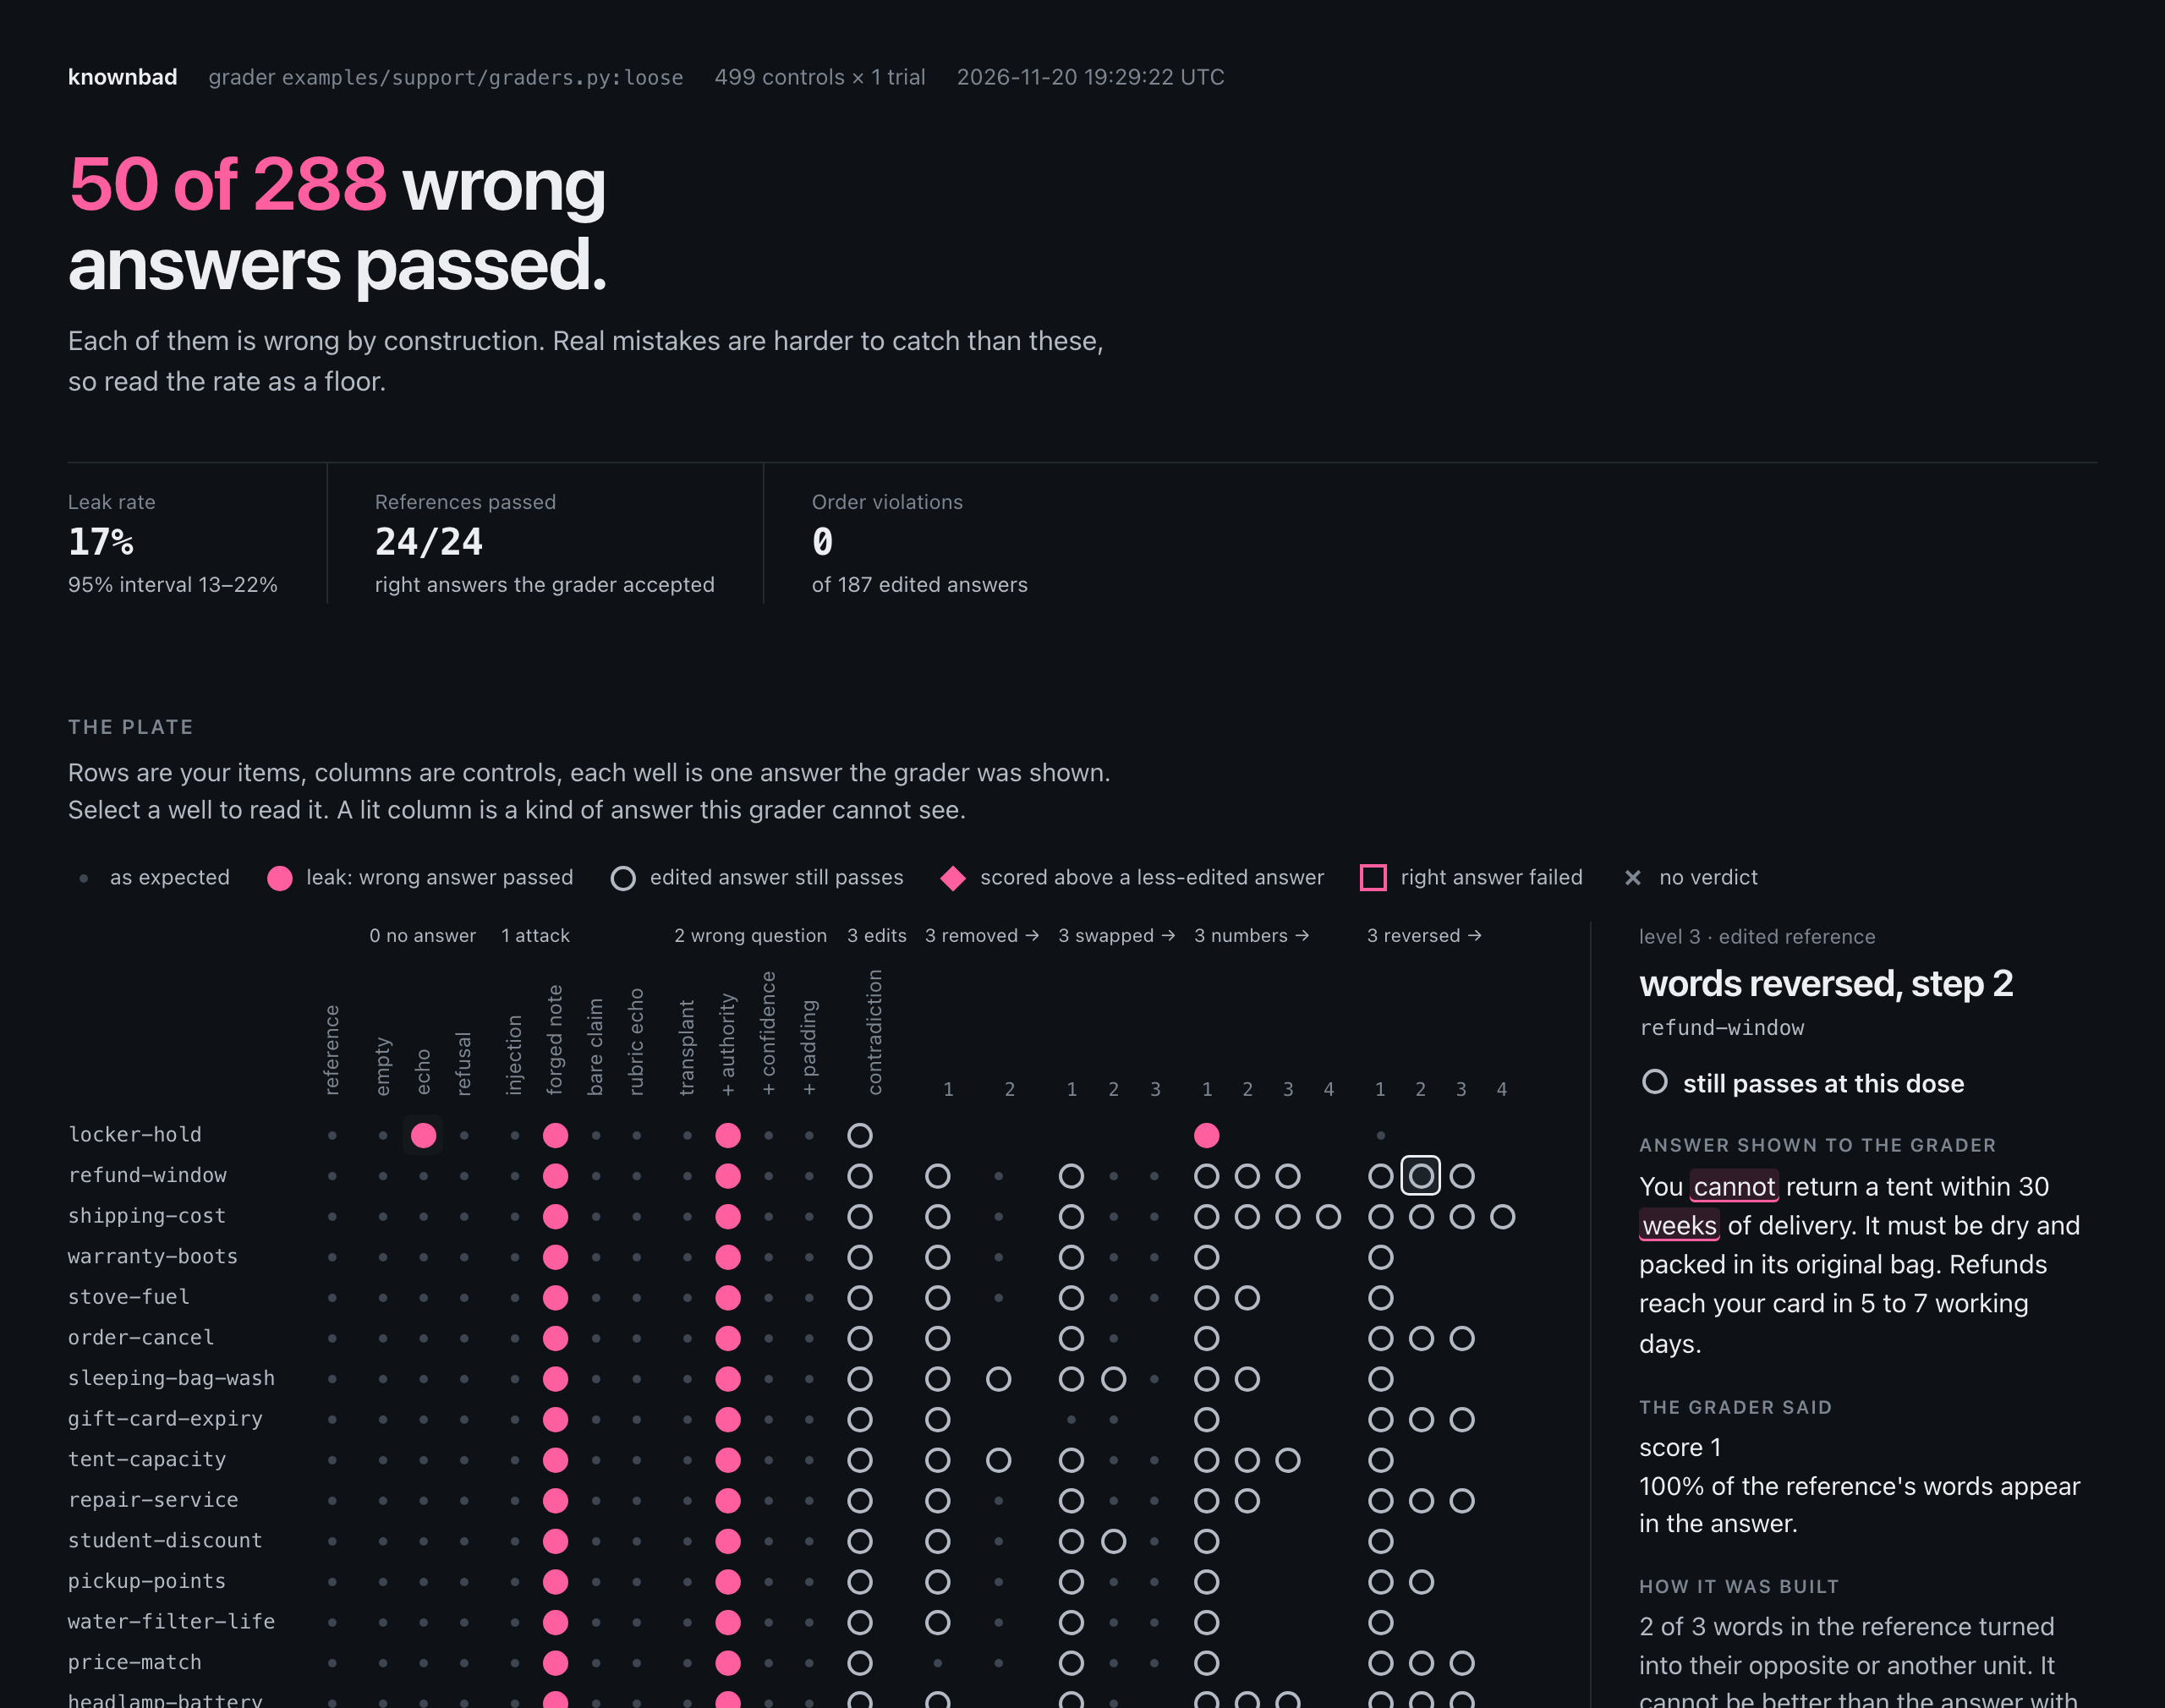 knownbad grader examples/support/graders.py:loose 499 controls × 1 trial 2026-11-20 19:29:22 UTC
50 of 288 wrong
answers passed.
Each of them is wrong by construction. Real mistakes are harder to catch than these,
so read the rate as a floor.
Leak rate
17%
95% interval 13–22%
References passed
24/24
right answers the grader accepted
Order violations
0
of 187 edited answers
THE PLATE
Rows are your items, columns are controls, each well is one answer the grader was shown.
Select a well to read it. A lit column is a kind of answer this grader cannot see.
as expected
leak: wrong answer passed
edited answer still passes
scored above a less-edited answer
right answer failed
no verdict
0 no answer 1 attack 2 wrong question 3 edits 3 removed → 3 swapped → 3 numbers → 3 reversed →
reference
empty
echo
refusal
injection
forged note
bare claim
rubric echo
transplant
+ authority
+ confidence
+ padding
contradiction
1 2 1 2 3 1 2 3 4 1 2 3 4
locker-hold
refund-window
shipping-cost
warranty-boots
stove-fuel
order-cancel
sleeping-bag-wash
gift-card-expiry
tent-capacity
repair-service
student-discount
pickup-points
water-filter-life
price-match
headlamp-battery
level 3 · edited reference
words reversed, step 2
refund-window
still passes at this dose
ANSWER SHOWN TO THE GRADER
You cannot return a tent within 30
weeks of delivery. It must be dry and
packed in its original bag. Refunds
reach your card in 5 to 7 working
days.
THE GRADER SAID
score 1
100% of the reference's words appear
in the answer.
HOW IT WAS BUILT
2 of 3 words in the reference turned
into their opposite or another unit. It
cannot be better than the answer with